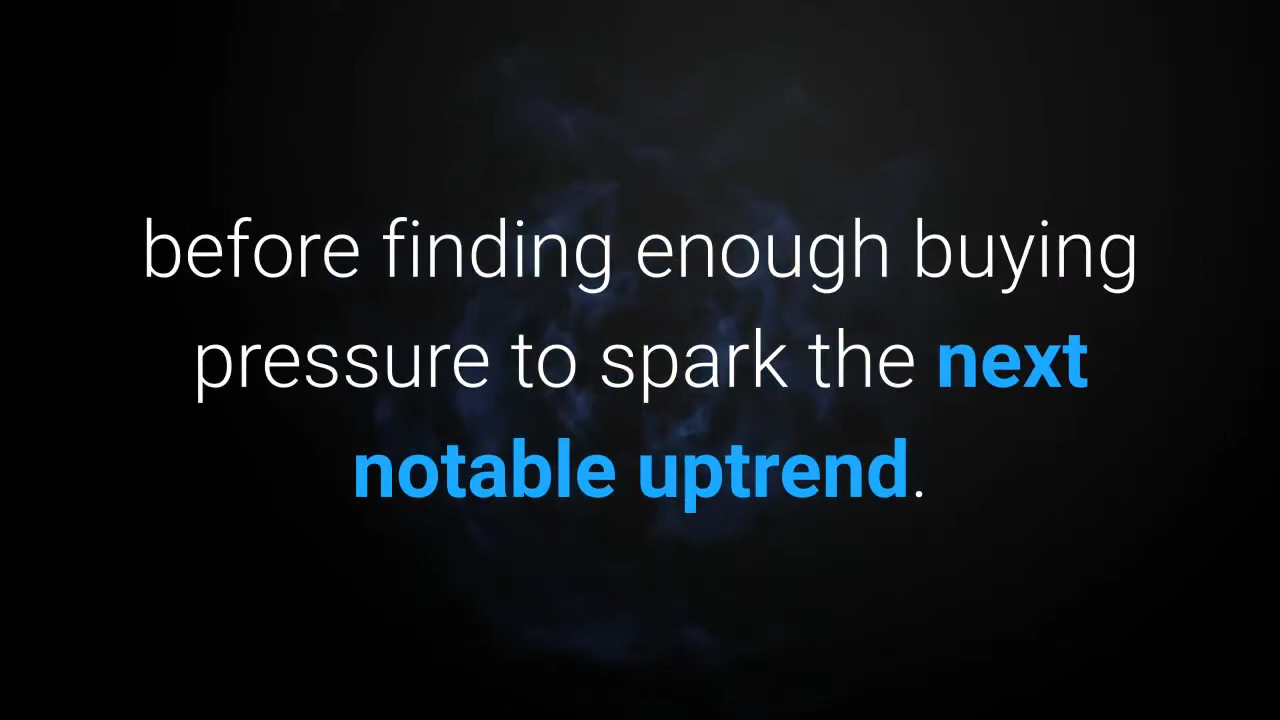 before finding enough buying
pressure to spark the next
notable uptrend.